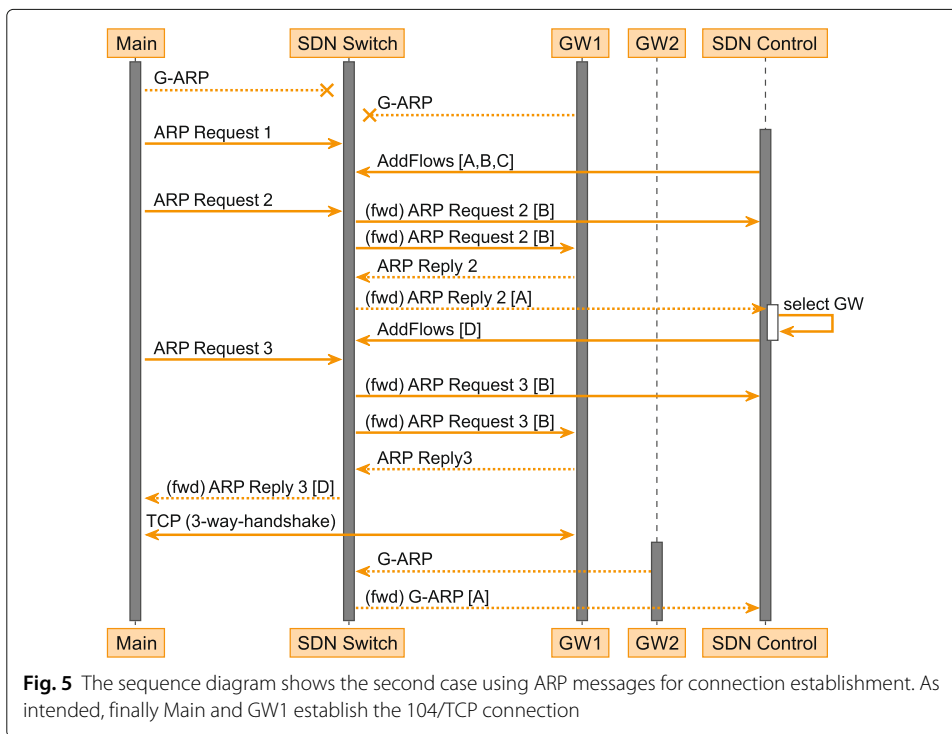 Main SDN Switch GW1 GW2 SDN Control
G-ARP
G-ARP
ARP Request 1
AddFlows [A,B,C]
ARP Request 2
(fwd) ARP Request 2 [B]
(fwd) ARP Request 2 [B]
ARP Reply 2
(fwd) ARP Reply 2 [A]
select GW
AddFlows [D]
ARP Request 3
(fwd) ARP Request 3 [B]
(fwd) ARP Request 3 [B]
ARP Reply3
(fwd) ARP Reply 3 [D]
TCP (3-way-handshake)
G-ARP
(fwd) G-ARP [A]
Main SDN Switch GW1 GW2 SDN Control
Fig. 5 The sequence diagram shows the second case using ARP messages for connection establishment. As
intended, finally Main and GW1 establish the 104/TCP connection